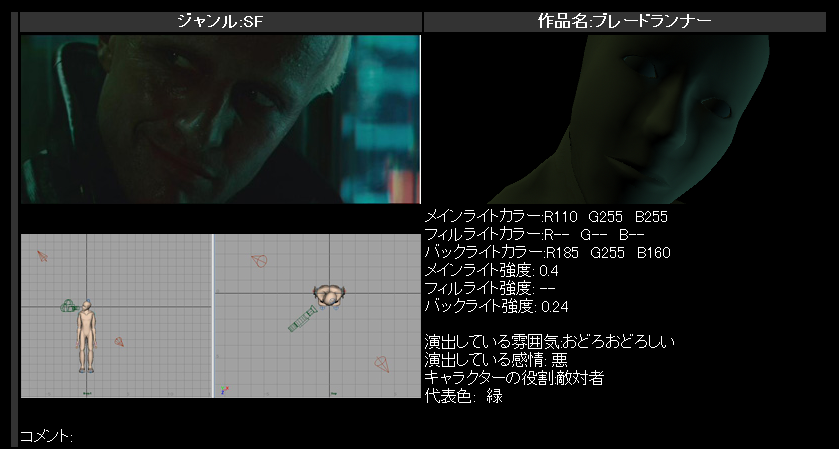 ジャンル:SF
作品名:ブレードランナー
メインライトカラー:R110 G255 B255
フィルライトカラー:R-- G-- B--
バックライトカラー:R185 G255 B160
メインライト強度: 0.4
フィルライト強度: --
バックライト強度: 0.24
演出している雰囲気:おどろおどろしい
演出している感情: 悪
キャラクターの役割:敵対者
代表色: 緑
コメント: